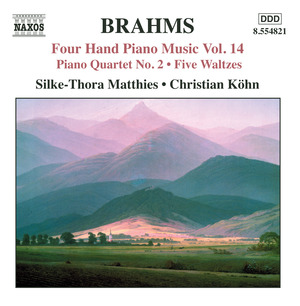 NAXOS
BRAHMS
DDD
8.554821
Four Hand Piano Music Vol. 14
Piano Quartet No. 2 • Five Waltzes
Silke-Thora Matthies • Christian Köhn